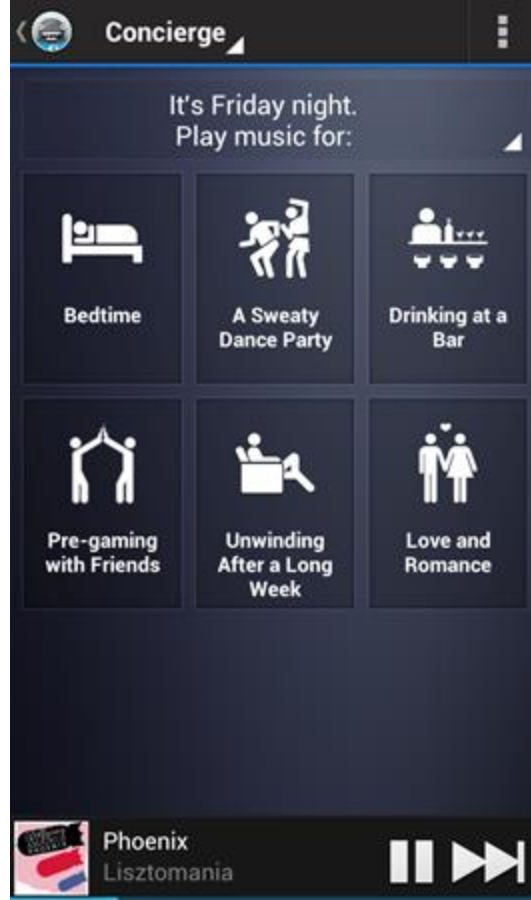 Concierge
It's Friday night.
Play music for:
Bedtime
A Sweaty
Dance Party
Drinking at a
Bar
Pre-gaming
with Friends
Unwinding
After a Long
Week
Love and
Romance
Phoenix
Lisztomania